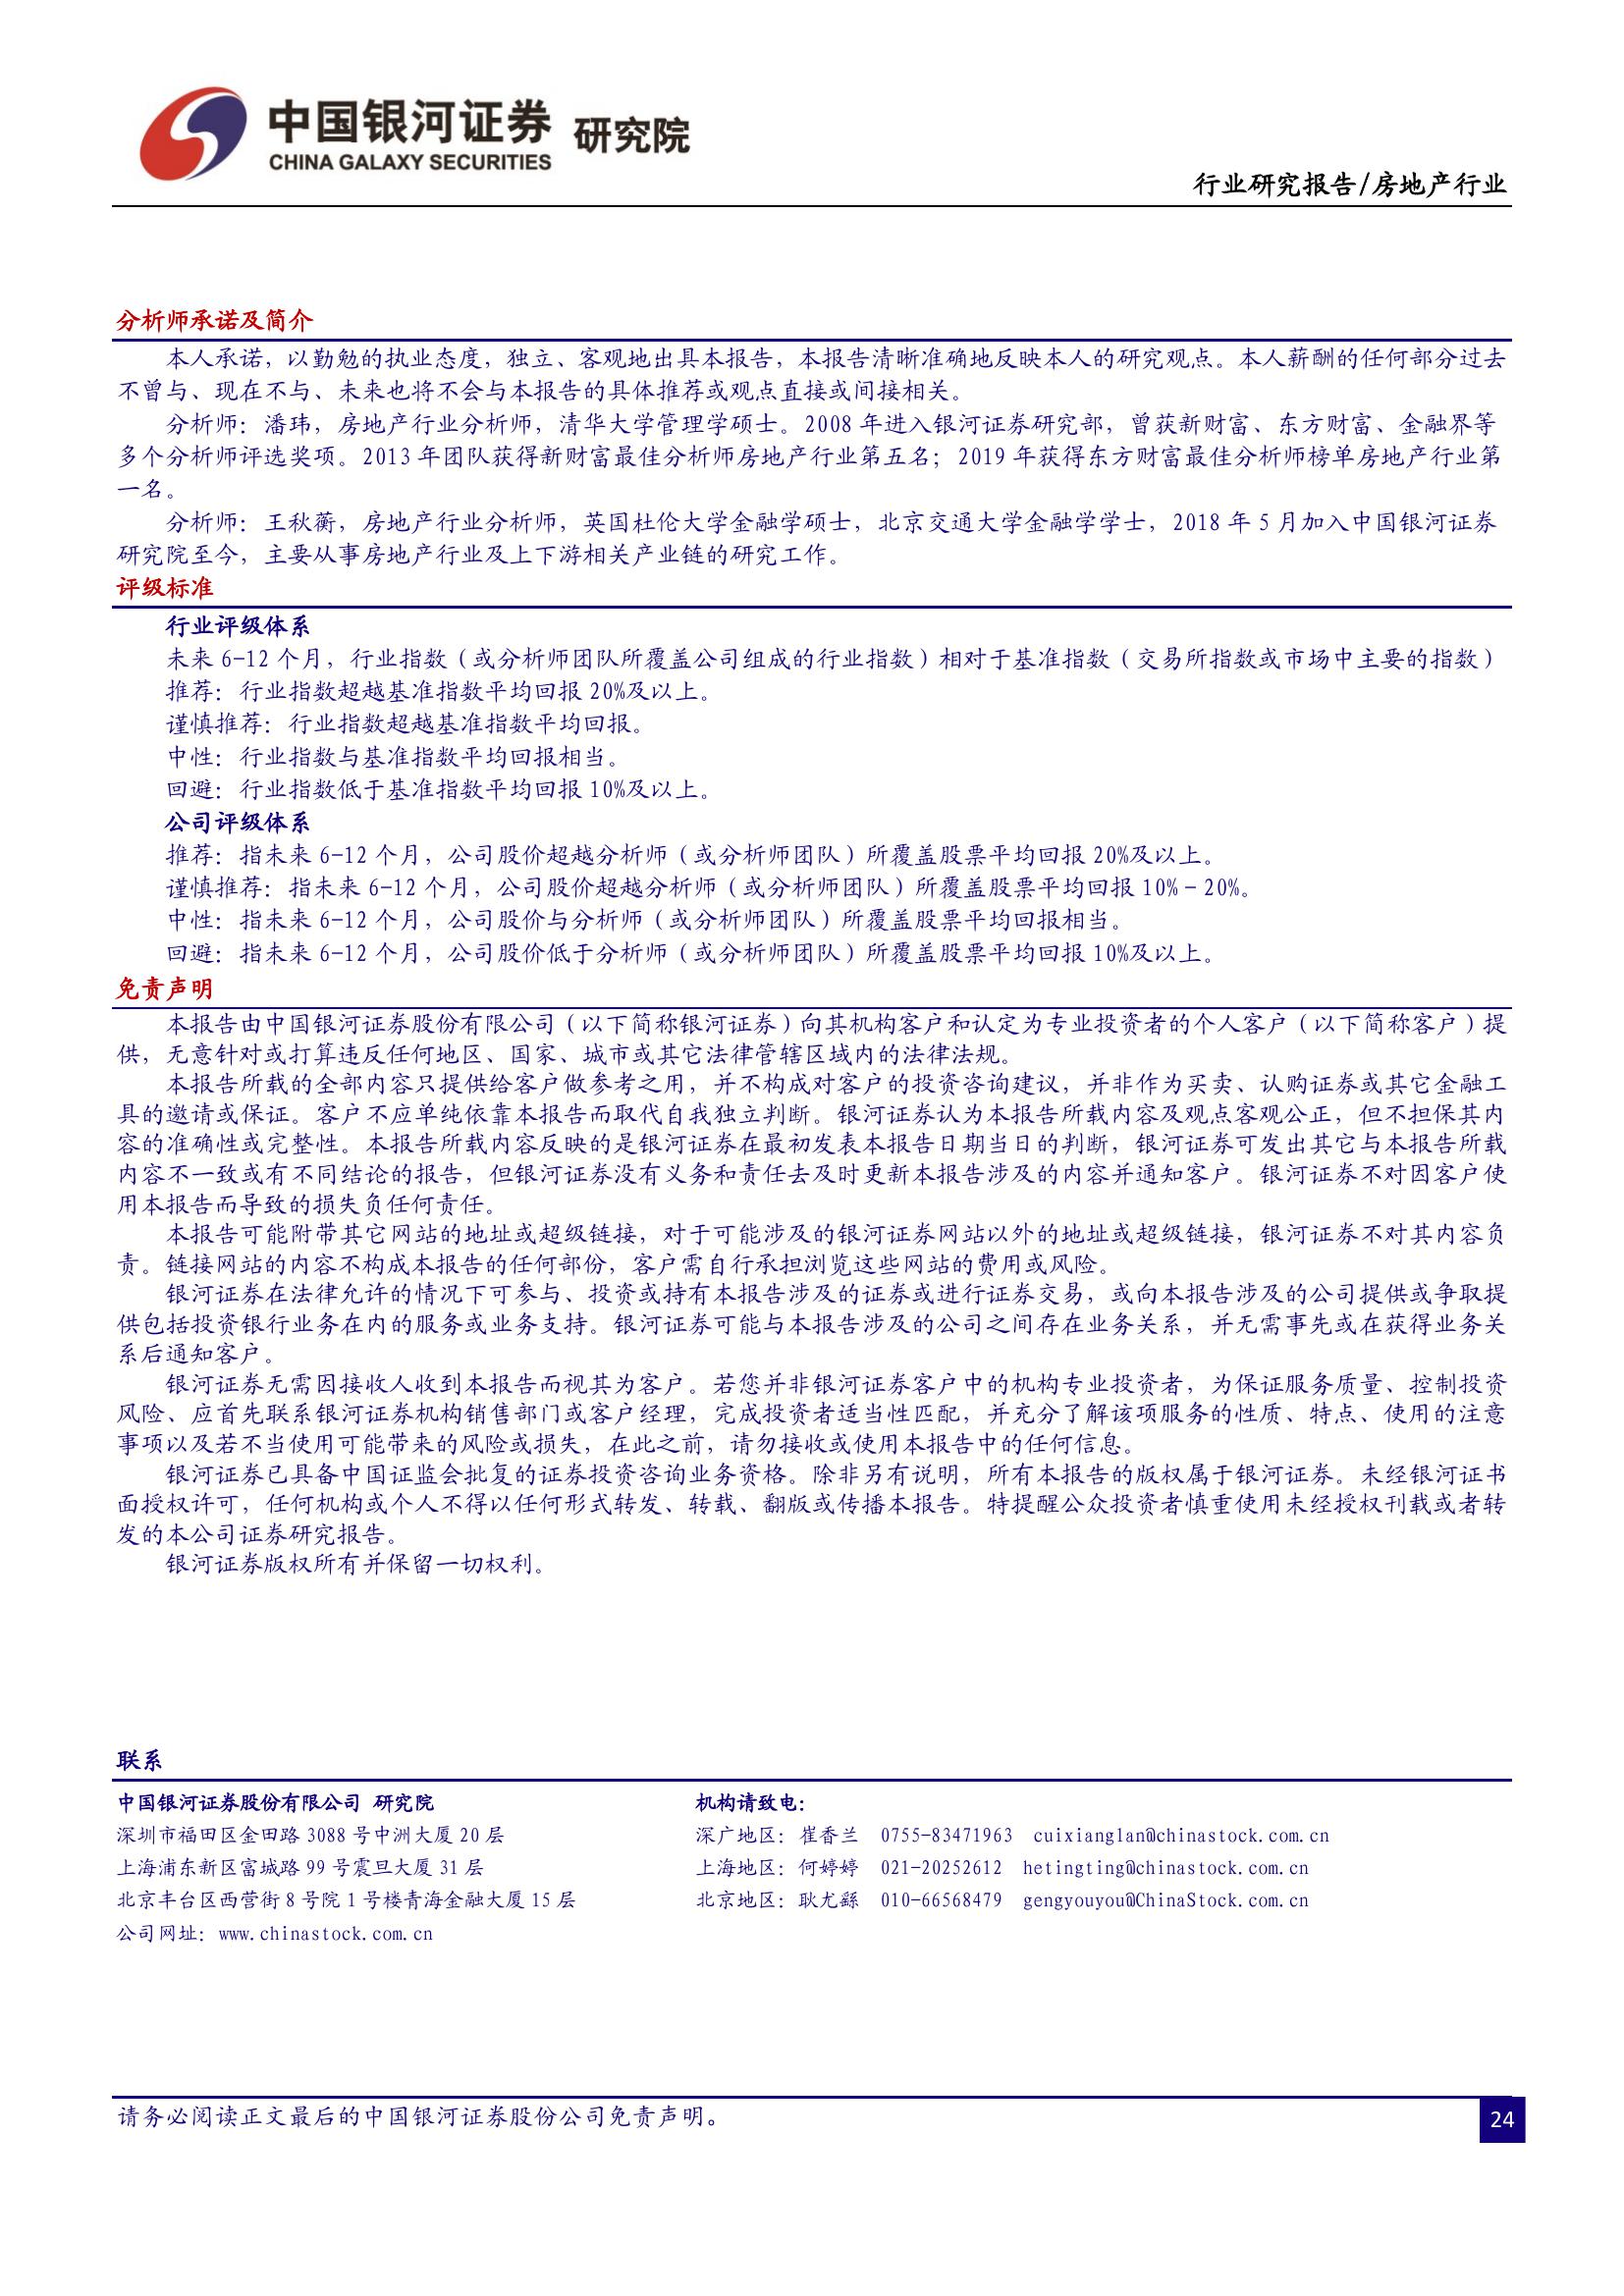 中国银河证券 研究院
CHINA GALAXY SECURITIES
行业研究报告/房地产行业
分析师承诺及简介
本人承诺，以勤勉的执业态度，独立、客观地出具本报告，本报告清晰准确地反映本人的研究观点。本人薪酬的任何部分过去
不曾与、现在不与、未来也将不会与本报告的具体推荐或观点直接或间接相关。
分析师：潘玮，房地产行业分析师，清华大学管理学硕士。2008 年进入银河证券研究部，曾获新财富、东方财富、金融界等
多个分析师评选奖项。2013 年团队获得新财富最佳分析师房地产行业第五名；2019 年获得东方财富最佳分析师榜单房地产行业第
一名。
分析师：王秋蘅，房地产行业分析师，英国杜伦大学金融学硕士，北京交通大学金融学学士，2018 年 5 月加入中国银河证券
研究院至今，主要从事房地产行业及上下游相关产业链的研究工作。
评级标准
行业评级体系
未来 6-12 个月，行业指数（或分析师团队所覆盖公司组成的行业指数）相对于基准指数（交易所指数或市场中主要的指数）
推荐：行业指数超越基准指数平均回报 20%及以上。
谨慎推荐：行业指数超越基准指数平均回报。
中性：行业指数与基准指数平均回报相当。
回避：行业指数低于基准指数平均回报 10%及以上。
公司评级体系
推荐：指未来 6-12 个月，公司股价超越分析师（或分析师团队）所覆盖股票平均回报 20%及以上。
谨慎推荐：指未来 6-12 个月，公司股价超越分析师（或分析师团队）所覆盖股票平均回报 10%-20%。
中性：指未来 6-12 个月，公司股价与分析师（或分析师团队）所覆盖股票平均回报相当。
回避：指未来 6-12 个月，公司股价低于分析师（或分析师团队）所覆盖股票平均回报 10%及以上。
免责声明
本报告由中国银河证券股份有限公司（以下简称银河证券）向其机构客户和认定为专业投资者的个人客户（以下简称客户）提
供，无意针对或打算违反任何地区、国家、城市或其它法律管辖区域内的法律法规。
本报告所载的全部内容只提供给客户做参考之用，并不构成对客户的投资咨询建议，并非作为买卖、认购证券或其它金融工
具的邀请或保证。客户不应单纯依靠本报告而取代自我独立判断。银河证券认为本报告所载内容及观点客观公正，但不担保其内
容的准确性或完整性。本报告所载内容反映的是银河证券在最初发表本报告日期当日的判断，银河证券可发出其它与本报告所载
内容不一致或有不同结论的报告，但银河证券没有义务和责任去及时更新本报告涉及的内容并通知客户。银河证券不对因客户使
用本报告而导致的损失负任何责任。
本报告可能附带其它网站的地址或超级链接，对于可能涉及的银河证券网站以外的地址或超级链接，银河证券不对其内容负
责。链接网站的内容不构成本报告的任何部份，客户需自行承担浏览这些网站的费用或风险。
银河证券在法律允许的情况下可参与、投资或持有本报告涉及的证券或进行证券交易，或向本报告涉及的公司提供或争取提
供包括投资银行业务在内的服务或业务支持。银河证券可能与本报告涉及的公司之间存在业务关系，并无需事先或在获得业务关
系后通知客户。
银河证券无需因接收人收到本报告而视其为客户。若您并非银河证券客户中的机构专业投资者，为保证服务质量、控制投资
风险、应首先联系银河证券机构销售部门或客户经理，完成投资者适当性匹配，并充分了解该项服务的性质、特点、使用的注意
事项以及若不当使用可能带来的风险或损失，在此之前，请勿接收或使用本报告中的任何信息。
银河证券已具备中国证监会批复的证券投资咨询业务资格。除非另有说明，所有本报告的版权属于银河证券。未经银河证书
面授权许可，任何机构或个人不得以任何形式转发、转载、翻版或传播本报告。特提醒公众投资者慎重使用未经授权刊载或者转
发的本公司证券研究报告。
银河证券版权所有并保留一切权利。
联系
中国银河证券股份有限公司 研究院 机构请致电：
深圳市福田区金田路 3088 号中洲大厦 20 层 深广地区：崔香兰 0755-83471963 cuixianglan@chinastock.com.cn
上海浦东新区富城路 99 号震旦大厦 31 层 上海地区：何婷婷 021-20252612 hetingting@chinastock.com.cn
北京丰台区西营街 8 号院 1 号楼青海金融大厦 15 层 北京地区：耿尤繇 010-66568479 gengyouyou@ChinaStock.com.cn
公司网址：www.chinastock.com.cn
请务必阅读正文最后的中国银河证券股份公司免责声明。
24